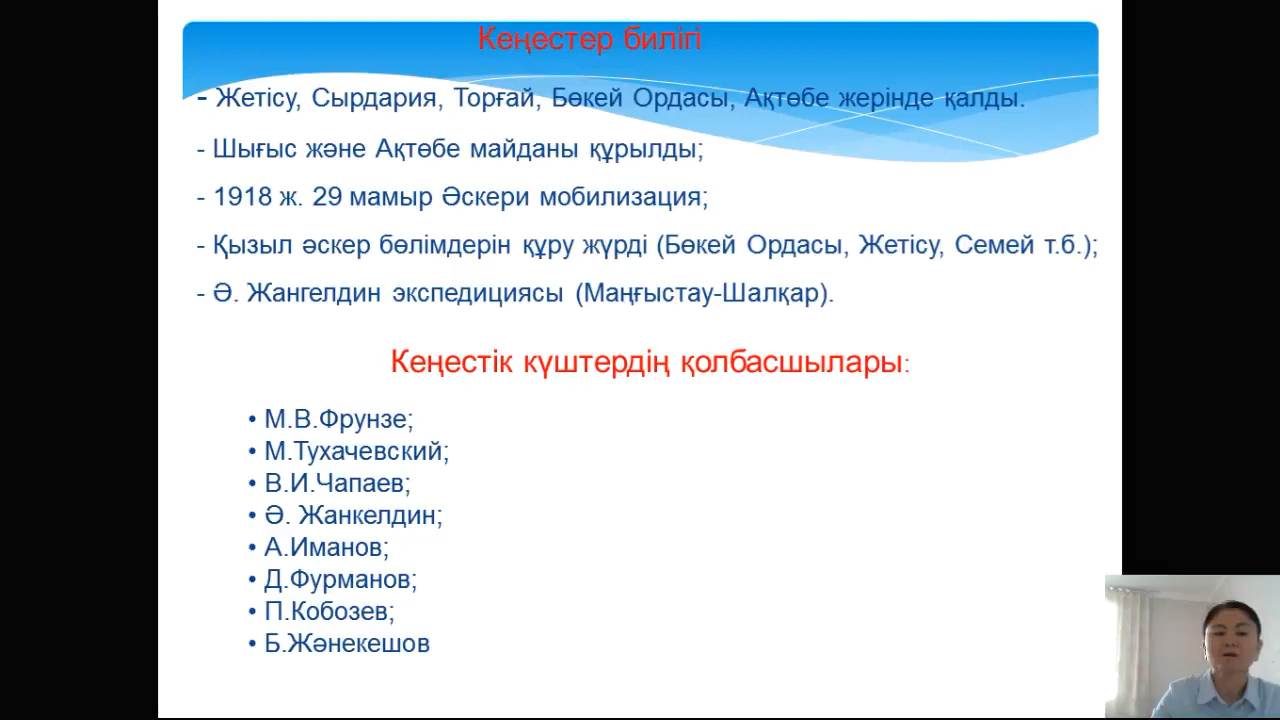 Кеңестер билігі
- Жетісу, Сырдария, Торғай, Бөкей Ордасы, Ақтөбе жерінде қалды.
- Шығыс және Ақтөбе майданы құрылды;
- 1918 ж. 29 мамыр Әскери мобилизация;
- Қызыл әскер бөлімдерін құру жүрді (Бөкей Ордасы, Жетісу, Семей т.б.);
- Ә. Жангелдин экспедициясы (Маңғыстау-Шалқар).
Кеңестік күштердің қолбасшылары:
• М.В.Фрунзе;
• М.Тухачевский;
• В.И.Чапаев;
• Ә. Жанкелдин;
• А.Иманов;
• Д.Фурманов;
• П.Кобозев;
• Б.Жәнекешов